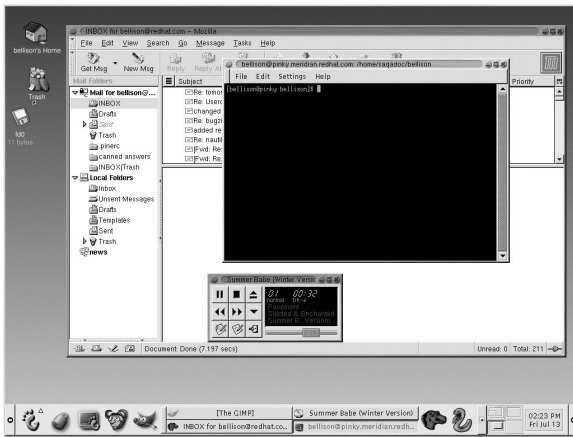 bellison's Home
Trash
fd0
11 bytes
INBOX for bellison@redhat.com – Mozilla
File Edit View Search Go Message Tasks Help
Get Msg New Msg Reply Reply Al
Mail Folders
Subject
Priority
Mail for bellison@...
INBOX
Drafts
Sent
Trash
.pinerc
canned answers
INBOX|Trash
Local Folders
Inbox
Unsent Messages
Drafts
Templates
Sent
Trash
news
Re: tomor
Re: Userc
changed
Re: bugzi
added re
Re: nautil
[Fwd: Re:
[Fwd: Re:
bellison@pinky.meridian.redhat.com: /home/saqadoc/bellison
File Edit Settings Help
[bellison@pinky bellison]$
Summer Babe (Winter Versic
01 00:32
normal trk-s
Pavement
Slanted & Enchanted
Summer B...Version)
Document: Done (7.197 secs)
Unread: 0 Total: 211
[The GIMP]
Summer Babe (Winter Version)
INBOX for bellison@redhat.co...
bellison@pinky.meridian.redh...
02:23 PM
Fri Jul 13